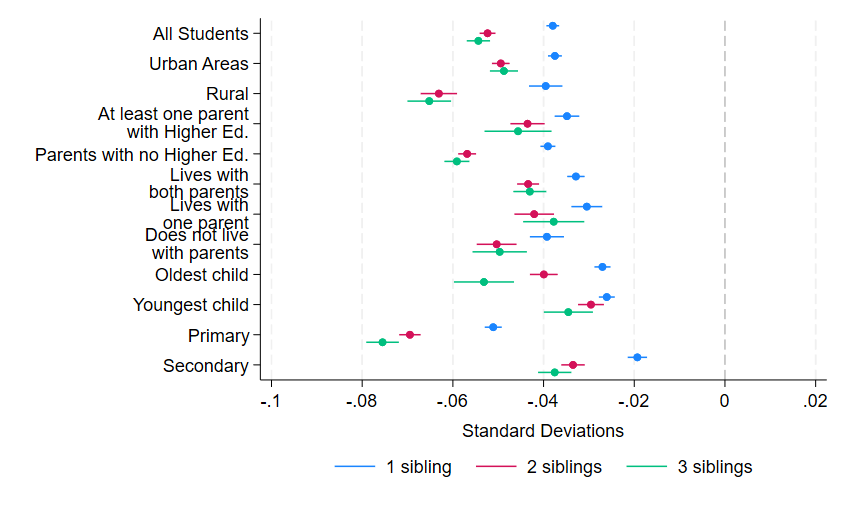 All Students
Urban Areas
Rural
At least one parent
with Higher Ed.
Parents with no Higher Ed.
Lives with
both parents
Lives with
one parent
Does not live
with parents
Oldest child
Youngest child
Primary
Secondary
-.1 -.08 -.06 -.04 -.02 0 .02
Standard Deviations
1 sibling 2 siblings 3 siblings